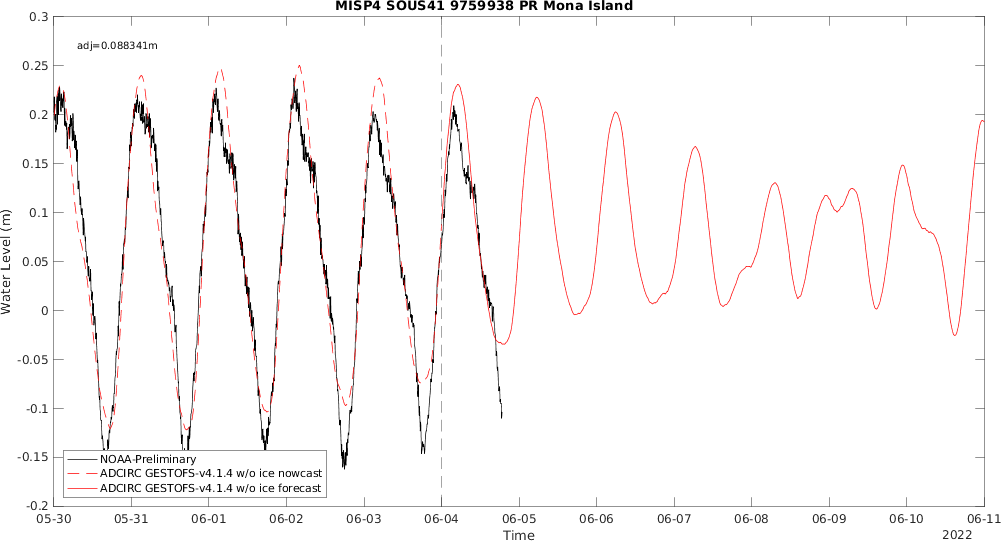 MISP4 SOUS41 9759938 PR Mona Island
adj=0.088341m
0.3
0.25
0.2
0.15
0.1
0.05
0
-0.05
-0.1
-0.15
-0.2
Water Level (m)
NOAA-Preliminary
ADCIRC GESTOFS-v4.1.4 w/o ice nowcast
ADCIRC GESTOFS-v4.1.4 w/o ice forecast
05-30 05-31 06-01 06-02 06-03 06-04 06-05 06-06 06-07 06-08 06-09 06-10 06-11
Time
2022